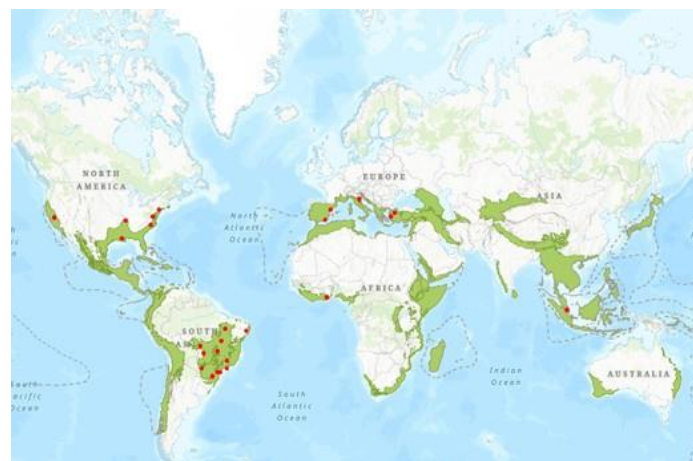 NORTH
AMERICA
EUROPE
ASIA
North
Atlantic
Ocean
AFRICA
SOUTH
Indian
Ocean
AUSTRALIA
South
Atlantic
Ocean